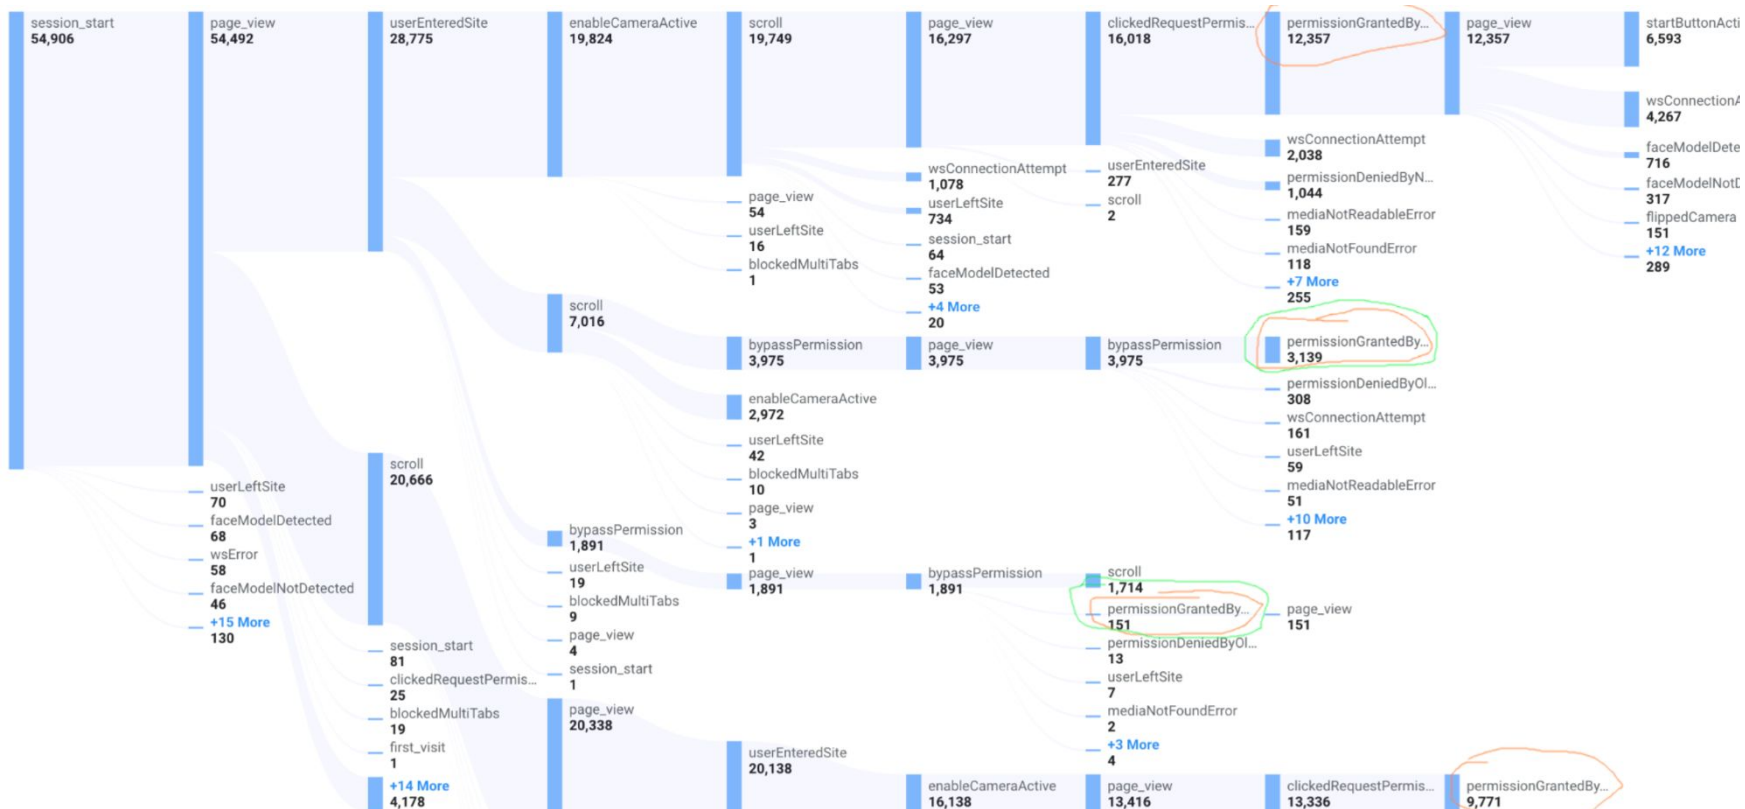 session_start
54,906
userLeftSite
70
faceModelDetected
68
wsError
58
faceModelNotDetected
46
+15 More
130
page_view
54,492
userEnteredSite
28,775
scroll
20,666
session_start
81
clickedRequestPermis...
25
blockedMultiTabs
19
first_visit
1
+14 More
4,178
enableCameraActive
19,824
scroll
7,016
bypassPermission
1,891
userLeftSite
19
blockedMultiTabs
9
page_view
4
session_start
1
page_view
20,338
scroll
19,749
page_view
54
userLeftSite
16
blockedMultiTabs
1
bypassPermission
3,975
enableCameraActive
2,972
userLeftSite
42
blockedMultiTabs
10
page_view
3
+1 More
1
page_view
1,891
userEnteredSite
20,138
page_view
16,297
wsConnectionAttempt
1,078
userLeftSite
734
session_start
64
faceModelDetected
53
+4 More
20
page_view
3,975
bypassPermission
1,891
enableCameraActive
16,138
clickedRequestPermis...
16,018
userEnteredSite
277
scroll
2
bypassPermission
3,975
scroll
1,714
permissionGrantedBy...
151
permissionDeniedByOl...
13
userLeftSite
7
mediaNotFoundError
2
+3 More
4
page_view
13,416
permissionGrantedBy...
12,357
wsConnectionAttempt
2,038
permissionDeniedByN...
1,044
mediaNotReadableError
159
mediaNotFoundError
118
+7 More
255
permissionGrantedBy...
3,139
permissionDeniedByOl...
308
wsConnectionAttempt
161
userLeftSite
59
mediaNotReadableError
51
+10 More
117
page_view
151
clickedRequestPermis...
13,336
page_view
12,357
permissionGrantedBy...
9,771
startButtonActi
6,593
wsConnectionA
4,267
faceModelDete
716
faceModelNotD
317
flippedCamera
151
+12 More
289